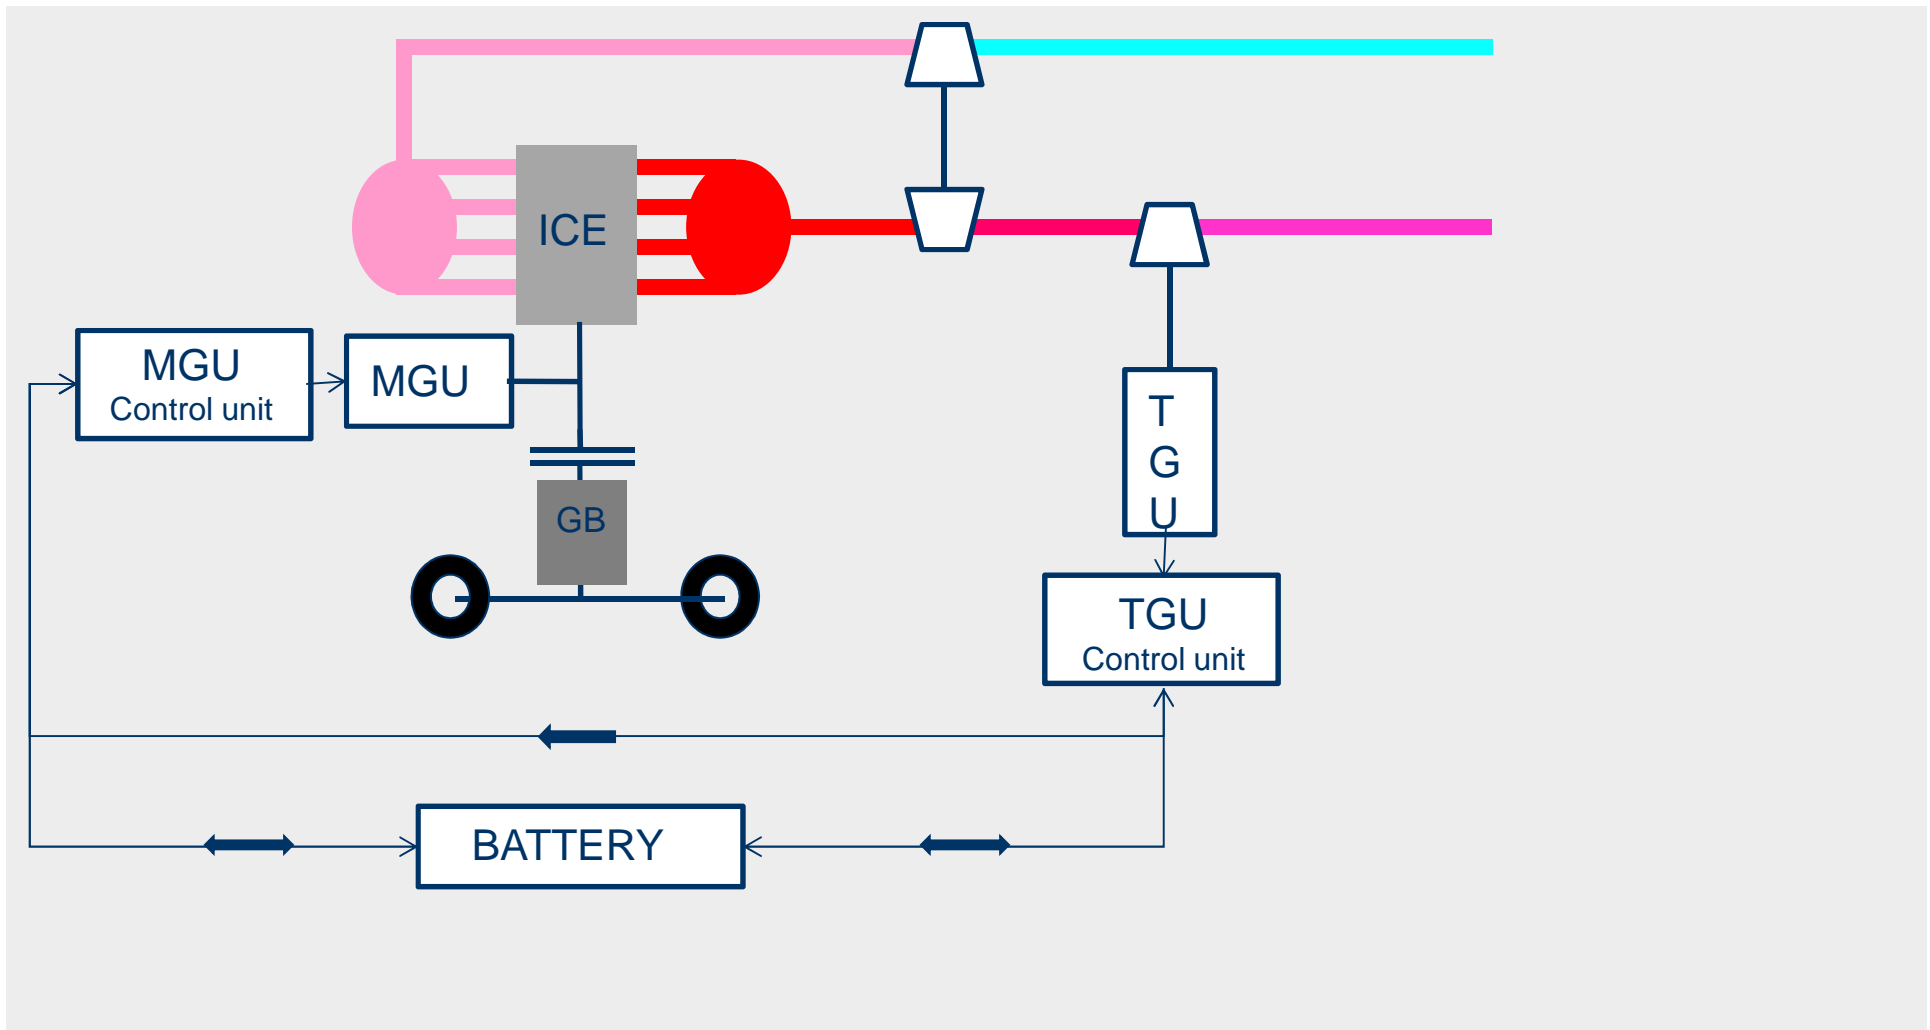 ICE
MGU
Control unit
MGU
T
G
U
GB
TGU
Control unit
BATTERY